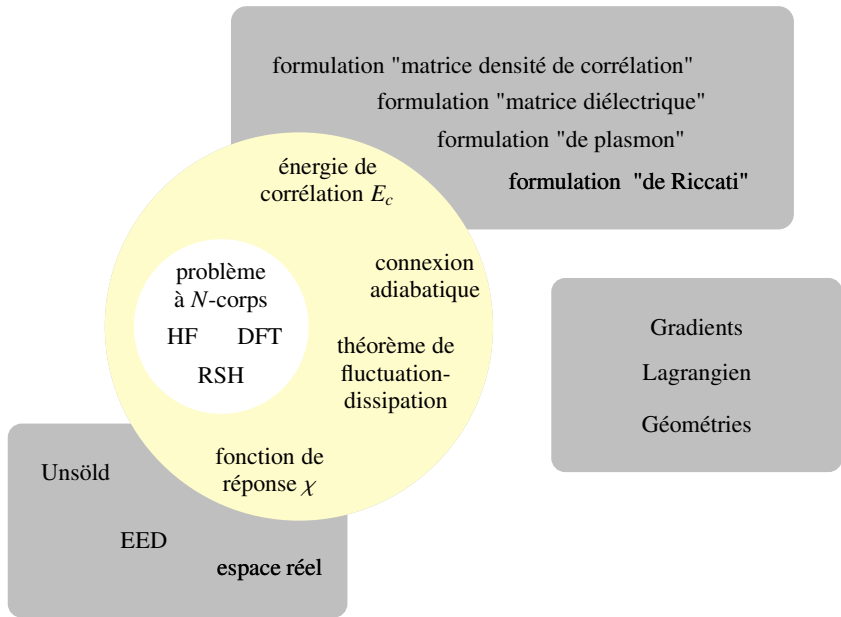 formulation "matrice densité de corrélation"
formulation "matrice diélectrique"
formulation "de plasmon"
formulation "de Riccati"
énergie de
corrélation E_c
connexion
adiabatique
problème
à N-corps
HF DFT
RSH
théorème de
fluctuation-
dissipation
fonction de
réponse χ
Gradients
Lagrangien
Géométries
Unsöld
EED
espace réel